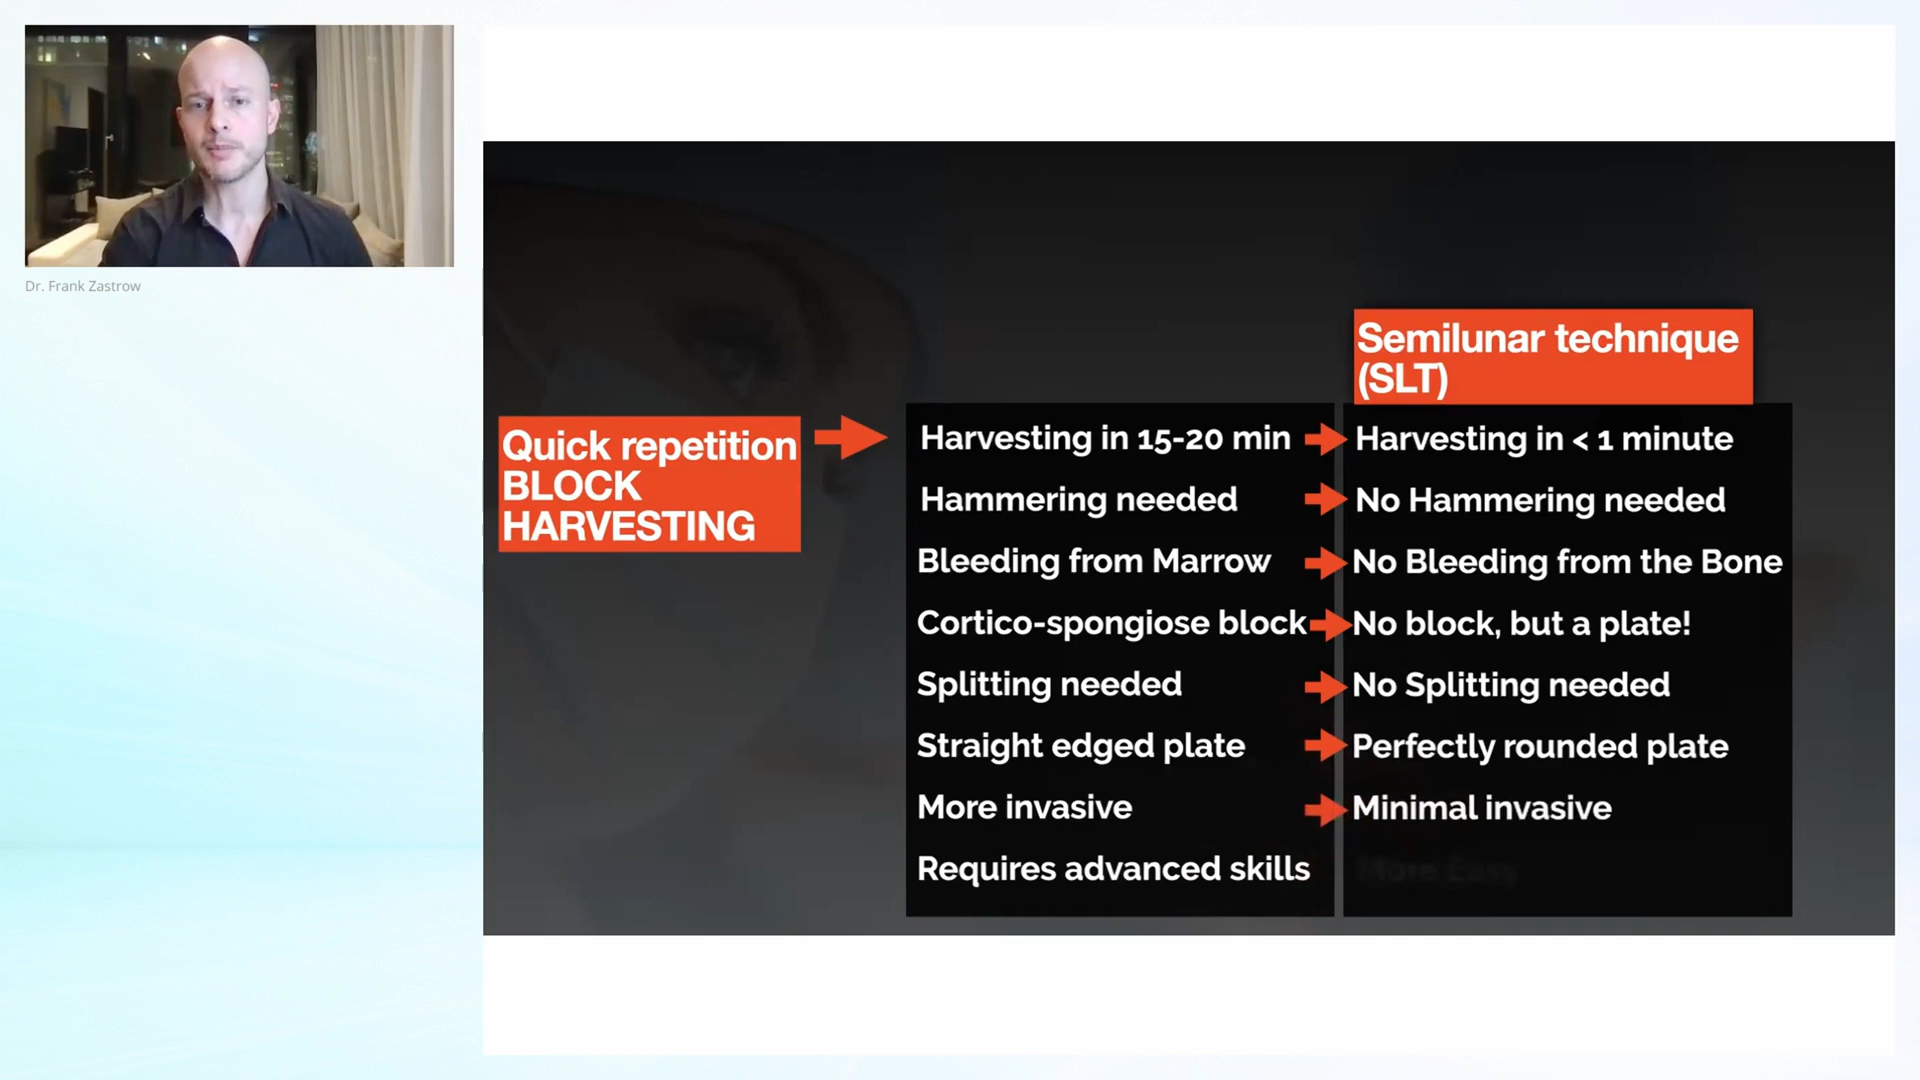 Dr. Frank Zastrow
Quick repetition
BLOCK
HARVESTING
Semilunar technique
(SLT)
Harvesting in 15-20 min
Harvesting in < 1 minute
Hammering needed
No Hammering needed
Bleeding from Marrow
No Bleeding from the Bone
Cortico-spongiose block
No block, but a plate!
Splitting needed
No Splitting needed
Straight edged plate
Perfectly rounded plate
More invasive
Minimal invasive
Requires advanced skills
More Easy